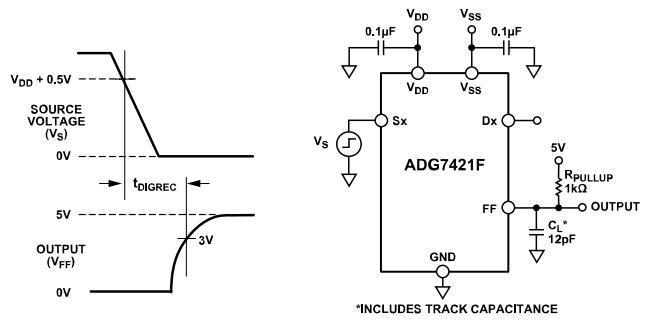 V_DD + 0.5V
SOURCE
VOLTAGE
(V_S)
0V
t_DIGREC
5V
OUTPUT
(V_FF)
3V
0V
V_DD
V_SS
0.1µF
0.1µF
V_DD
V_SS
Sx
Dx
V_S
ADG7421F
5V
R_PULLUP
1kΩ
FF
OUTPUT
C_L*
12pF
GND
*INCLUDES TRACK CAPACITANCE